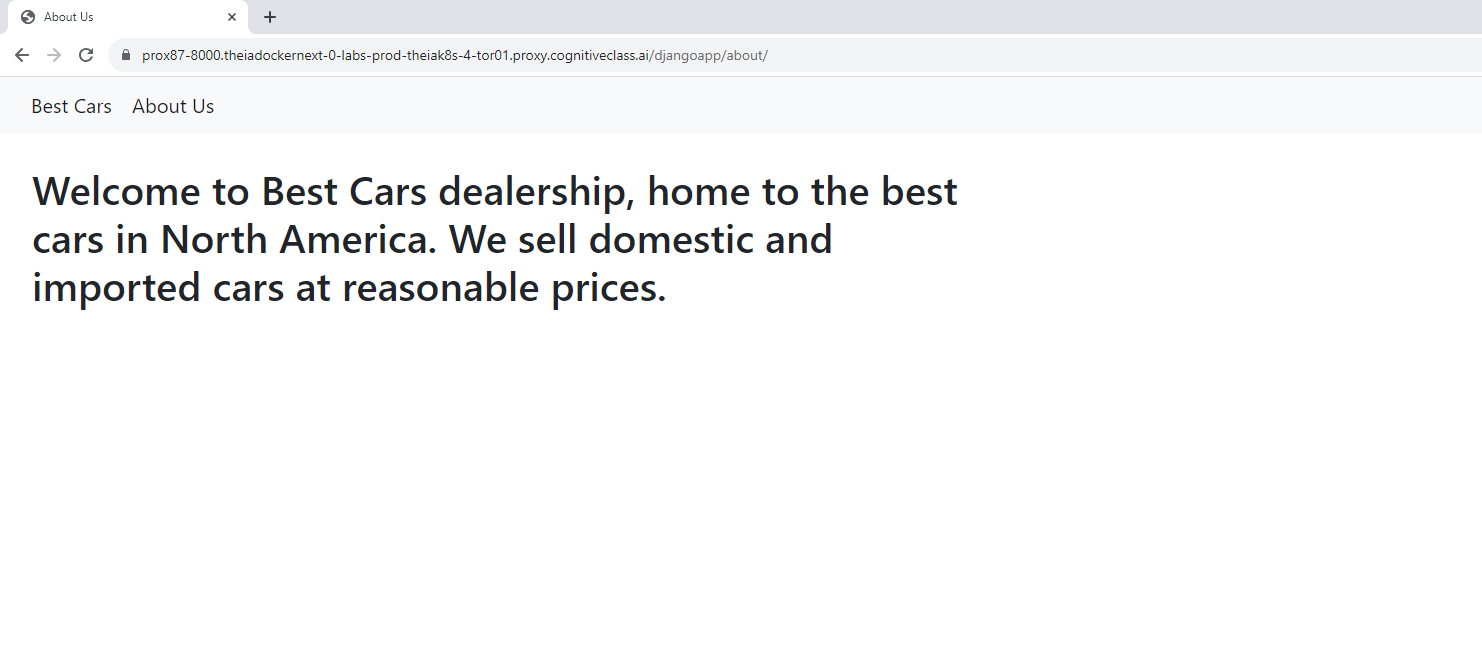 About Us
prox87-8000.theiadockernext-0-labs-prod-theiak8s-4-tor01.proxy.cognitiveclass.ai/djangoapp/about/
Best Cars About Us
Welcome to Best Cars dealership, home to the best
cars in North America. We sell domestic and
imported cars at reasonable prices.